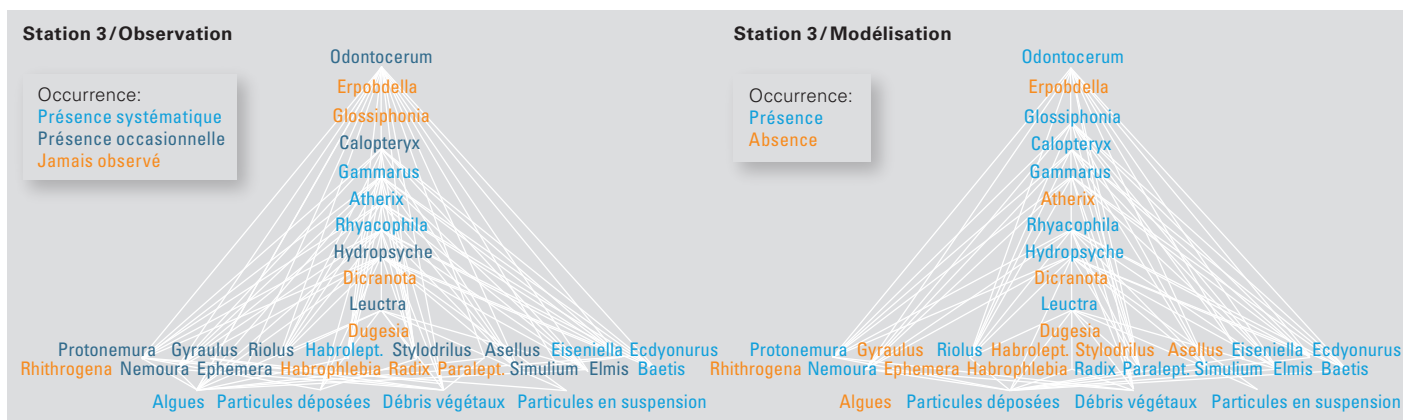 Station 3/Observation
Odontocerum
Erpobdella
Occurrence:
Présence systématique
Présence occasionnelle
Jamais observé
Glossiphonia
Calopteryx
Gammarus
Atherix
Rhyacophila
Hydropsyche
Dicranota
Leuctra
Dugesia
Protonemura Gyraulus Riolus Habrolept. Stylodrilus Asellus Eiseniella Ecdyonurus
Rhithrogena Nemoura Ephemera Habrophlebia Radix Paralept. Simulium Elmis Baetis
Algues Particules déposées Débris végétaux Particules en suspension
Station 3/Modélisation
Odontocerum
Erpobdella
Occurrence:
Présence
Absence
Glossiphonia
Calopteryx
Gammarus
Atherix
Rhyacophila
Hydropsyche
Dicranota
Leuctra
Dugesia
Protonemura Gyraulus Riolus Habrolept. Stylodrilus Asellus Eiseniella Ecdyonurus
Rhithrogena Nemoura Ephemera Habrophlebia Radix Paralept. Simulium Elmis Baetis
Algues Particules déposées Débris végétaux Particules en suspension